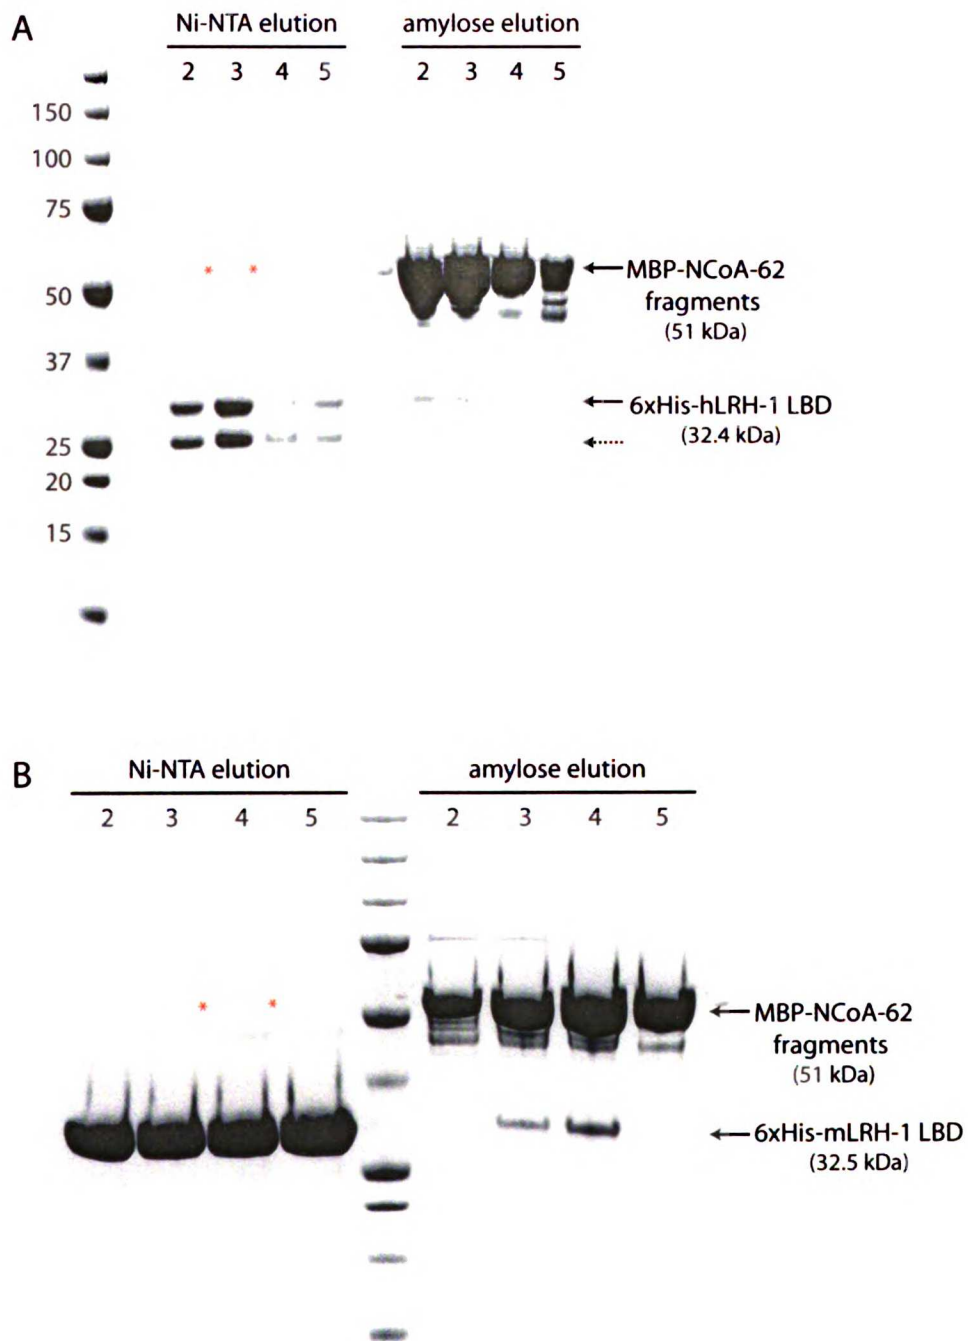 A
Ni-NTA elution
amylose elution
2 3 4 5
2 3 4 5
150
100
75
50
37
25
20
15
* *
MBP-NCoA-62
fragments
(51 kDa)
6xHis-hLRH-1 LBD
(32.4 kDa)
B
Ni-NTA elution
amylose elution
2 3 4 5
2 3 4 5
* *
MBP-NCoA-62
fragments
(51 kDa)
6xHis-mLRH-1 LBD
(32.5 kDa)